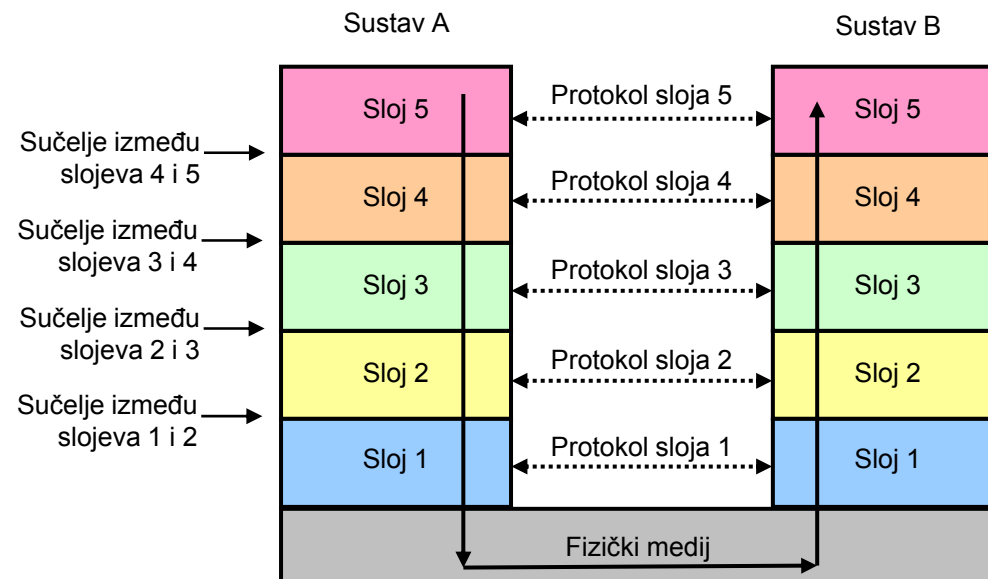 Sustav A
Sustav B
Sloj 5
Protokol sloja 5
Sloj 5
Sučelje između
slojeva 4 i 5
Sloj 4
Protokol sloja 4
Sloj 4
Sučelje između
slojeva 3 i 4
Sloj 3
Protokol sloja 3
Sloj 3
Sučelje između
slojeva 2 i 3
Sloj 2
Protokol sloja 2
Sloj 2
Sučelje između
slojeva 1 i 2
Sloj 1
Protokol sloja 1
Sloj 1
Fizički medij